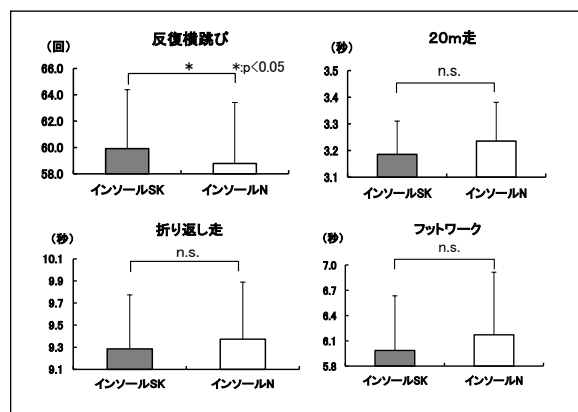 反復横跳び
(回)
＊ ＊:p<0.05
66.0
64.0
62.0
60.0
58.0
インソールSK インソールN
20m走
(秒)
n.s.
3.5
3.4
3.3
3.2
3.1
インソールSK インソールN
折り返し走
(秒)
n.s.
10.1
9.9
9.7
9.5
9.3
9.1
インソールSK インソールN
フットワーク
(秒)
n.s.
7.0
6.7
6.4
6.1
5.8
インソールSK インソールN